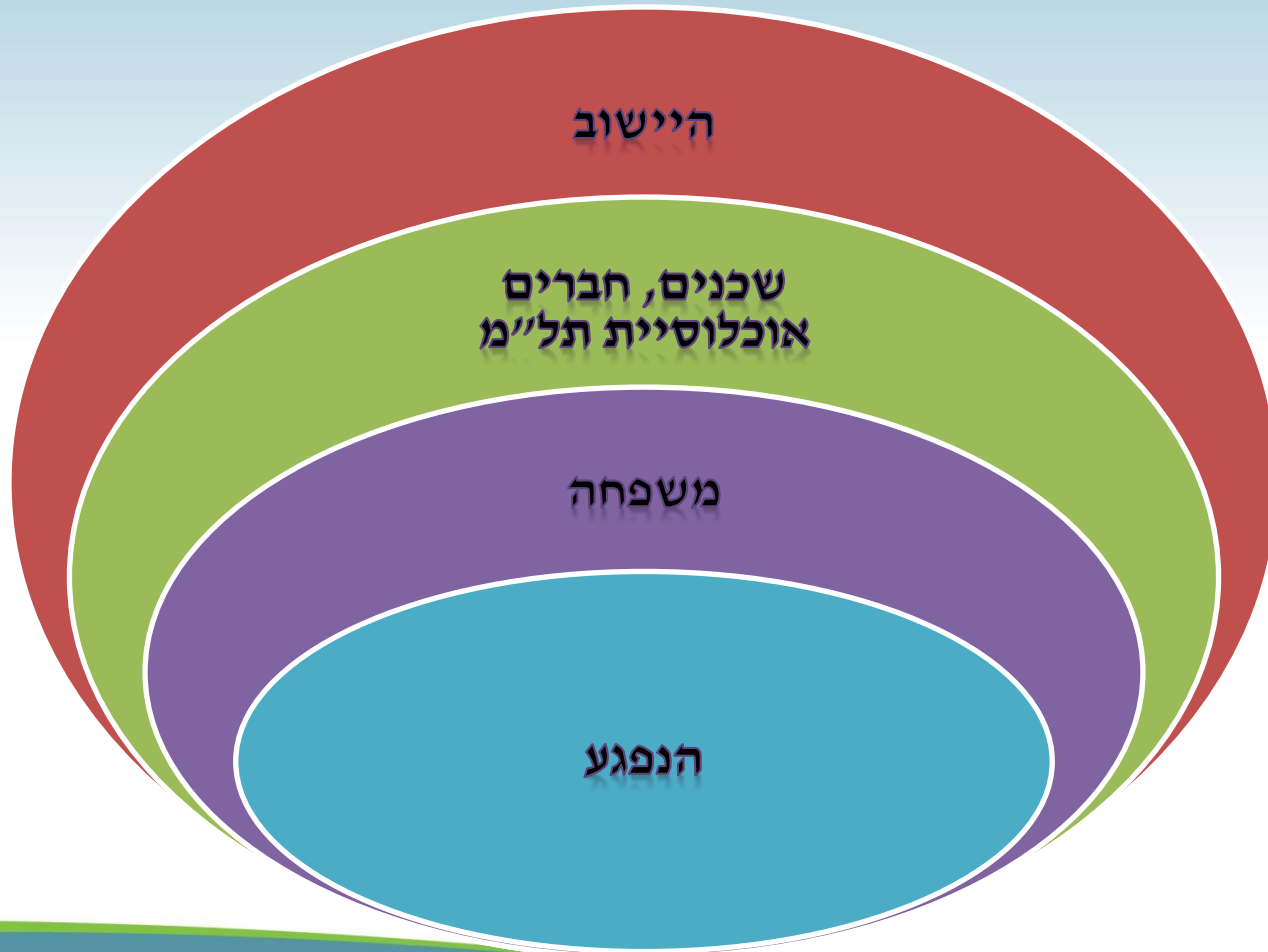 היישוב
שכנים, חברים
אוכלוסיית תל״מ
משפחה
הנפגע